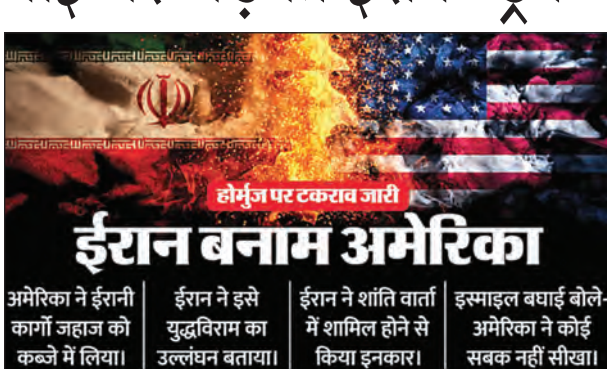 होर्मुज पर टकराव जारी
ईरान बनाम अमेरिका
अमेरिका ने ईरानी
कार्गो जहाज को
कब्जे में लिया।
ईरान ने इसे
युद्धविराम का
उल्लंघन बताया।
ईरान ने शांति वार्ता
में शामिल होने से
किया इनकार।
इस्माइल बघाई बोले-
अमेरिका ने कोई
सबक नहीं सीखा।